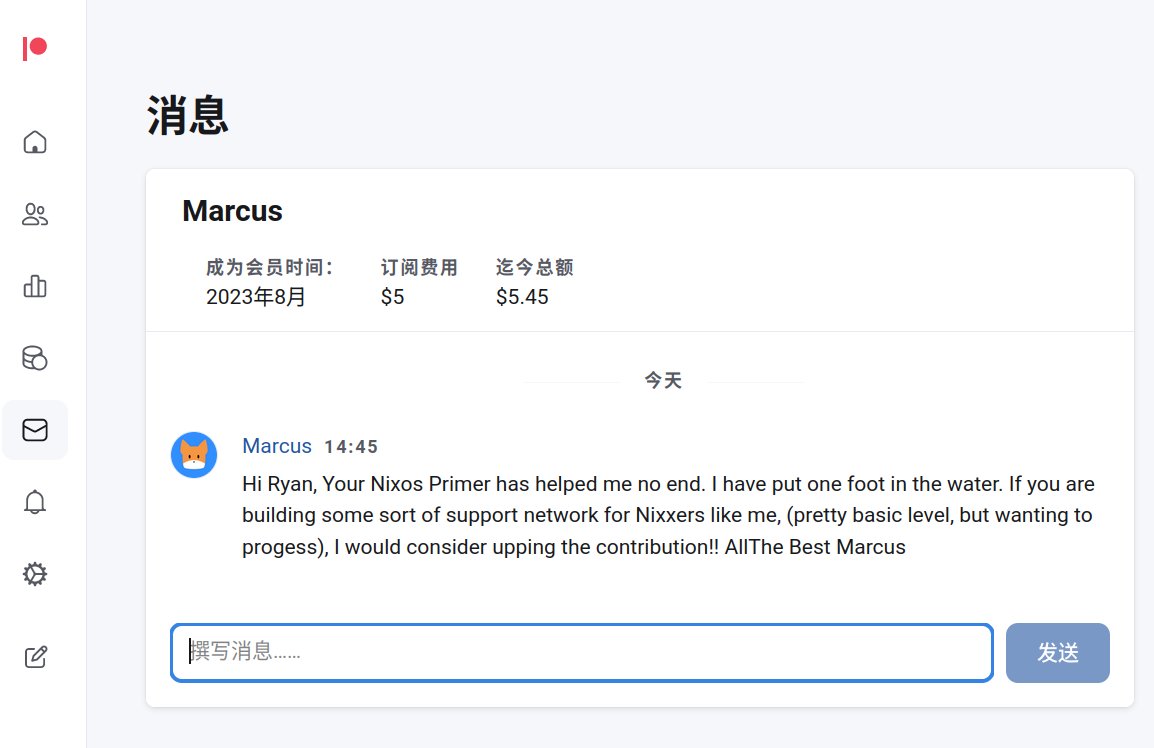 消息
Marcus
成为会员时间： 订阅费用 迄今总额
2023年8月 $5 $5.45
今天
Marcus 14:45
Hi Ryan, Your Nixos Primer has helped me no end. I have put one foot in the water. If you are
building some sort of support network for Nixxers like me, (pretty basic level, but wanting to
progess), I would consider upping the contribution!! AllThe Best Marcus
撰写消息…… 发送